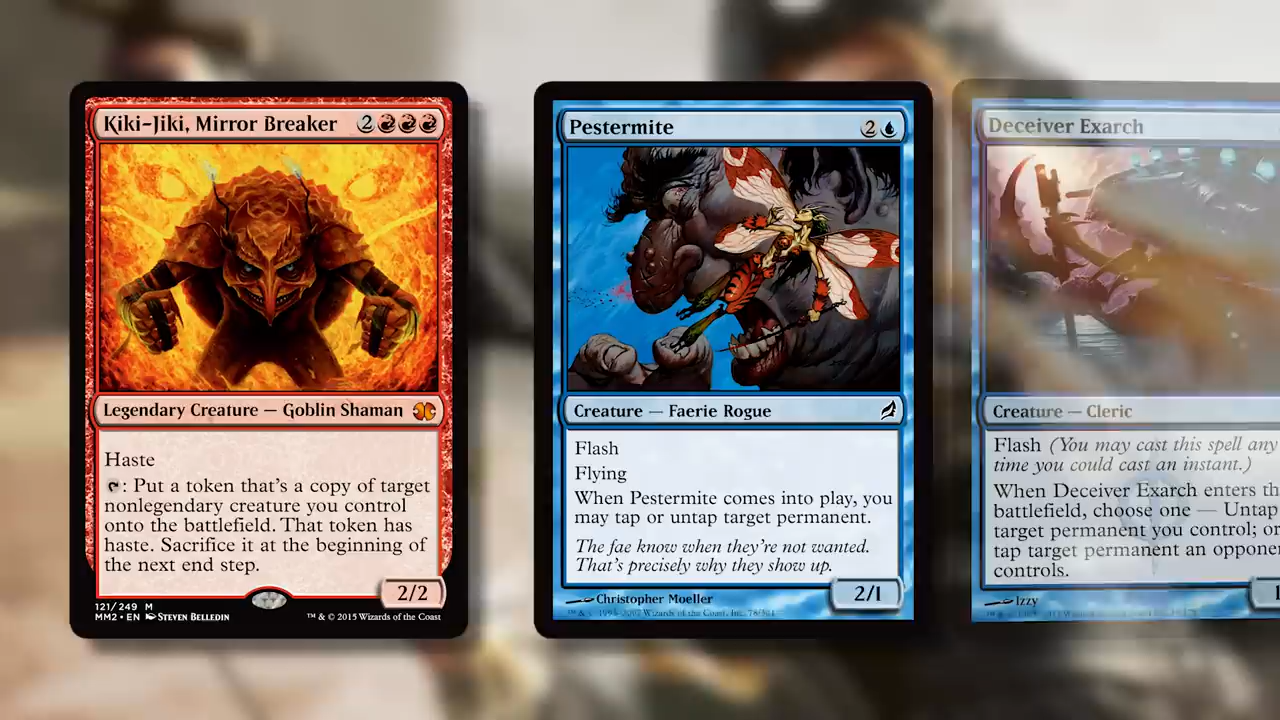 Kiki-Jiki, Mirror Breaker 2
Legendary Creature — Goblin Shaman
Haste
: Put a token that's a copy of target
nonlegendary creature you control
onto the battlefield. That token has
haste. Sacrifice it at the beginning of
the next end step.
2/2
121/249 M
MM2 • EN Steven Belledin
™ & © 2015 Wizards of the Coast
Pestermite 2
Creature — Faerie Rogue
Flash
Flying
When Pestermite comes into play, you
may tap or untap target permanent.
The fae know when they're not wanted.
That's precisely why they show up.
2/1
Christopher Moeller
Deceiver Exarch
Creature — Cleric
Flash (You may cast this spell any
time you could cast an instant.)
When Deceiver Exarch enters th
battlefield, choose one — Untap
target permanent you control; or
tap target permanent an opponen
controls.
1
Izzy